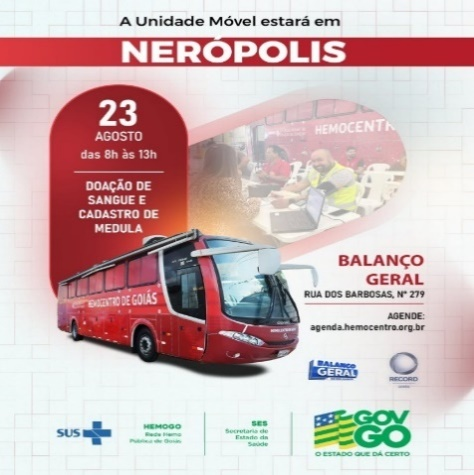 A Unidade Móvel estará em
NERÓPOLIS
23
AGOSTO
das 8h às 13h
DOAÇÃO DE
SANGUE E
CADASTRO DE
MEDULA
HEMOCENTRO
HEMOCENTRO DE GOIÁS
BALANÇO
GERAL
RUA DOS BARBOSAS, Nº 279
AGENDE:
agenda.hemocentro.org.br
BALANÇO
GERAL
RECORD
SUS
HEMOGO
Rede Hemo
Pública de Goiás
SES
Secretaria de
Estado da
Saúde
GOV
GO
O ESTADO QUE DÁ CERTO